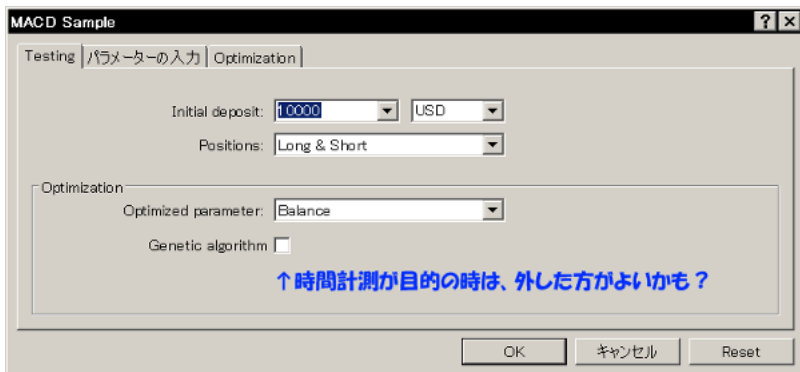 MACD Sample
Testing パラメーターの入力 Optimization
Initial deposit: 10000 USD
Positions: Long & Short
Optimization
Optimized parameter: Balance
Genetic algorithm
↑時間計測が目的の時は、外した方がよいかも?
OK キャンセル Reset